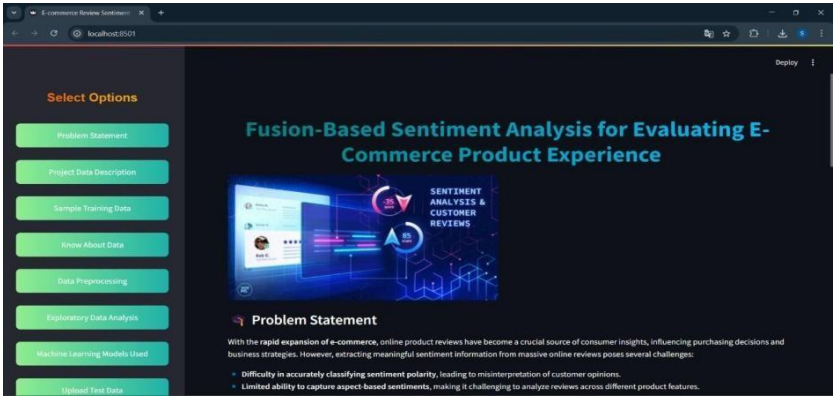 E-commerce Review Sentiment
localhost:8501
Deploy
Select Options
Problem Statement
Project Data Description
Sample Training Data
Know About Data
Data Preprocessing
Exploratory Data Analysis
Machine Learning Models Used
Upload Test Data
Fusion-Based Sentiment Analysis for Evaluating E-
Commerce Product Experience
SENTIMENT
ANALYSIS &
CUSTOMER
REVIEWS
-35
85
Problem Statement
With the rapid expansion of e-commerce, online product reviews have become a crucial source of consumer insights, influencing purchasing decisions and
business strategies. However, extracting meaningful sentiment information from massive online reviews poses several challenges:
• Difficulty in accurately classifying sentiment polarity, leading to misinterpretation of customer opinions.
• Limited ability to capture aspect-based sentiments, making it challenging to analyze reviews across different product features.